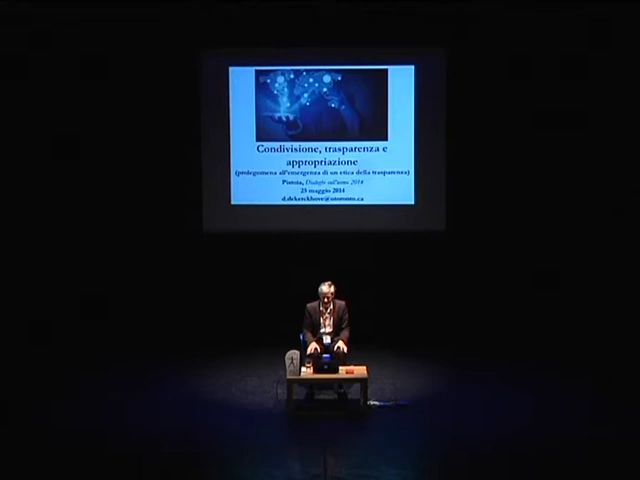 Condivisione, trasparenza e
appropriazione
(prolegomena all'emergenza di un etica della trasparenza)
Pistoia, Dialoghi sull'uomo 2014
25 maggio 2014
d.dekerckhove@utoronto.ca